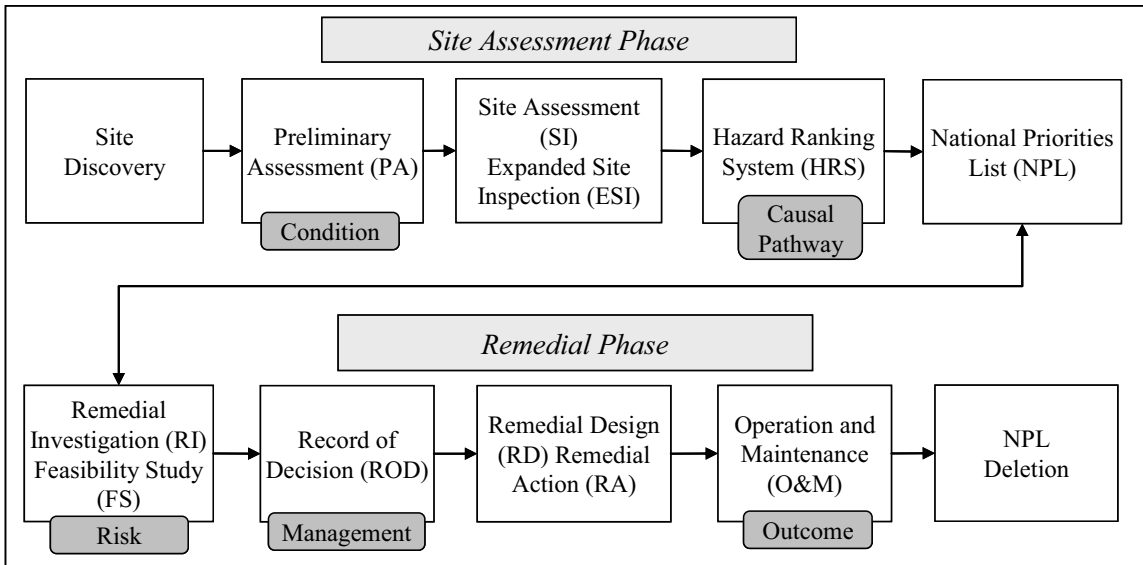 Site Assessment Phase
Site
Discovery
Preliminary
Assessment (PA)
Condition
Site Assessment
(SI)
Expanded Site
Inspection (ESI)
Hazard Ranking
System (HRS)
Causal
Pathway
National Priorities
List (NPL)
Remedial Phase
Remedial
Investigation (RI)
Feasibility Study
(FS)
Risk
Record of
Decision (ROD)
Management
Remedial Design
(RD) Remedial
Action (RA)
Operation and
Maintenance
(O&M)
Outcome
NPL
Deletion